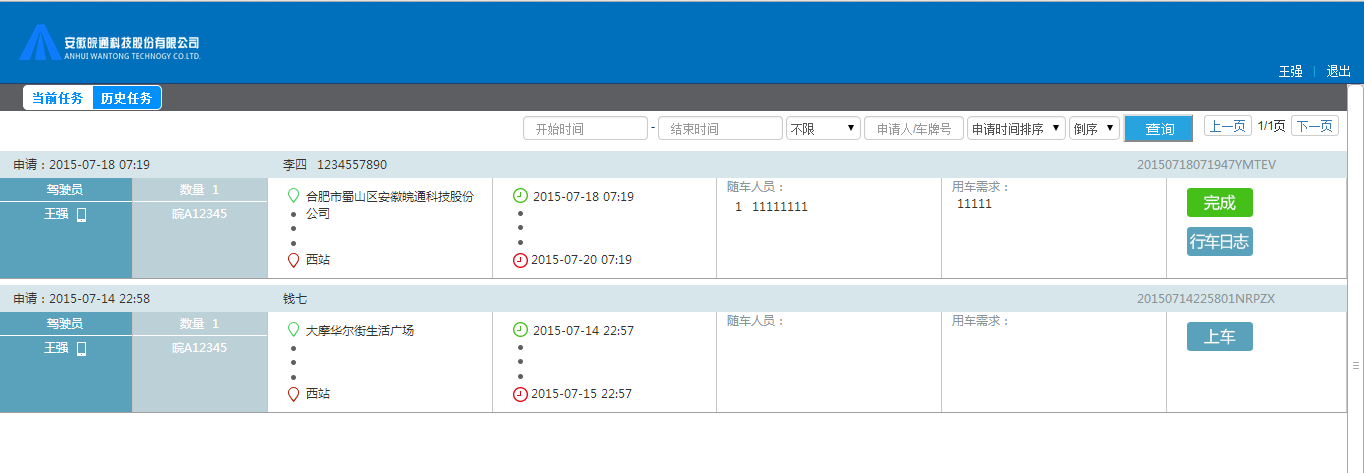 安徽皖通科技股份有限公司
ANHUI WANTONG TECHNOGY CO.LTD.
王强 | 退出
当前任务 历史任务
开始时间 - 结束时间 不限 申请人/车牌号 申请时间排序 倒序 查询 上一页 1/1页 下一页
申请：2015-07-18 07:19 李四 1234557890 20150718071947YMTEV
驾驶员 数量 1
王强 皖A12345
合肥市蜀山区安徽皖通科技股份
公司
西站
2015-07-18 07:19
2015-07-20 07:19
随车人员：
1 11111111
用车需求：
11111
完成
行车日志
申请：2015-07-14 22:58 钱七 20150714225801NRPZX
驾驶员 数量 1
王强 皖A12345
大摩华尔街生活广场
西站
2015-07-14 22:57
2015-07-15 22:57
随车人员：
用车需求：
上车